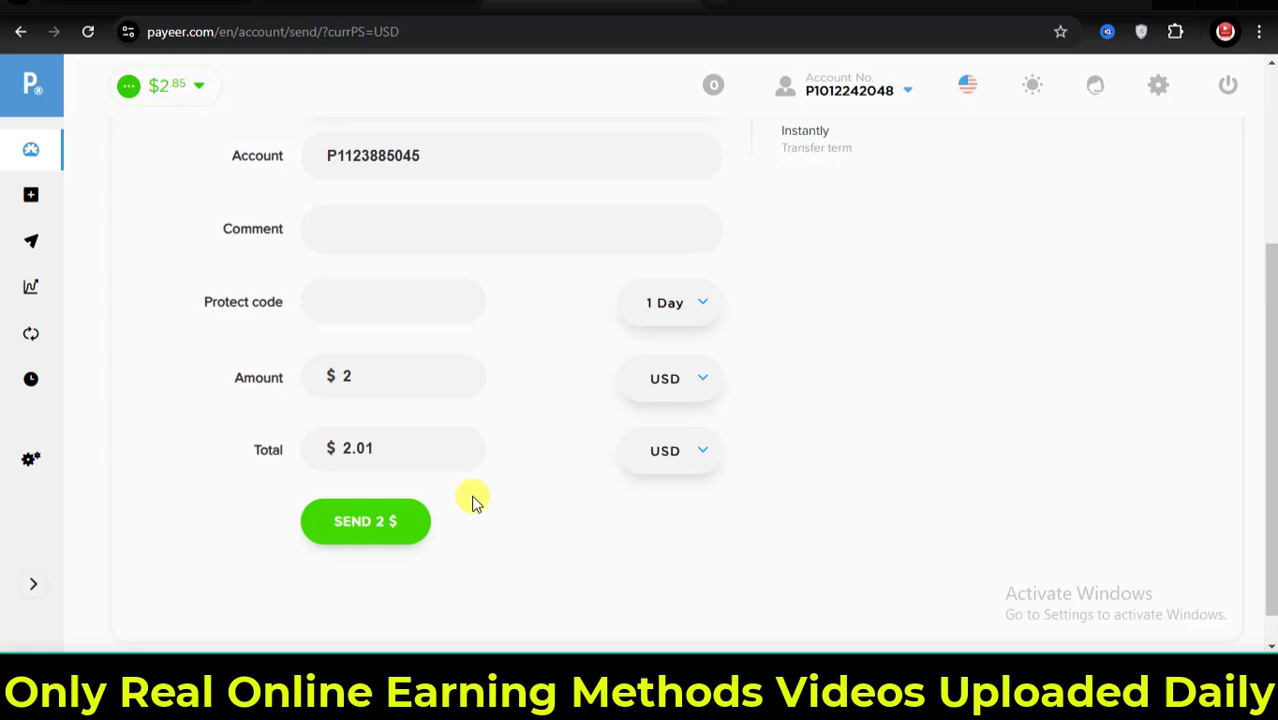 payeer.com/en/account/send/?currPS=USD
P®
$2.85
0
Account No.
P1012242048
Instantly
Transfer term
Account
P1123885045
Comment
Protect code
1 Day
Amount
$ 2
USD
Total
$ 2.01
USD
SEND 2 $
Activate Windows
Go to Settings to activate Windows.
Only Real Online Earning Methods Videos Uploaded Daily